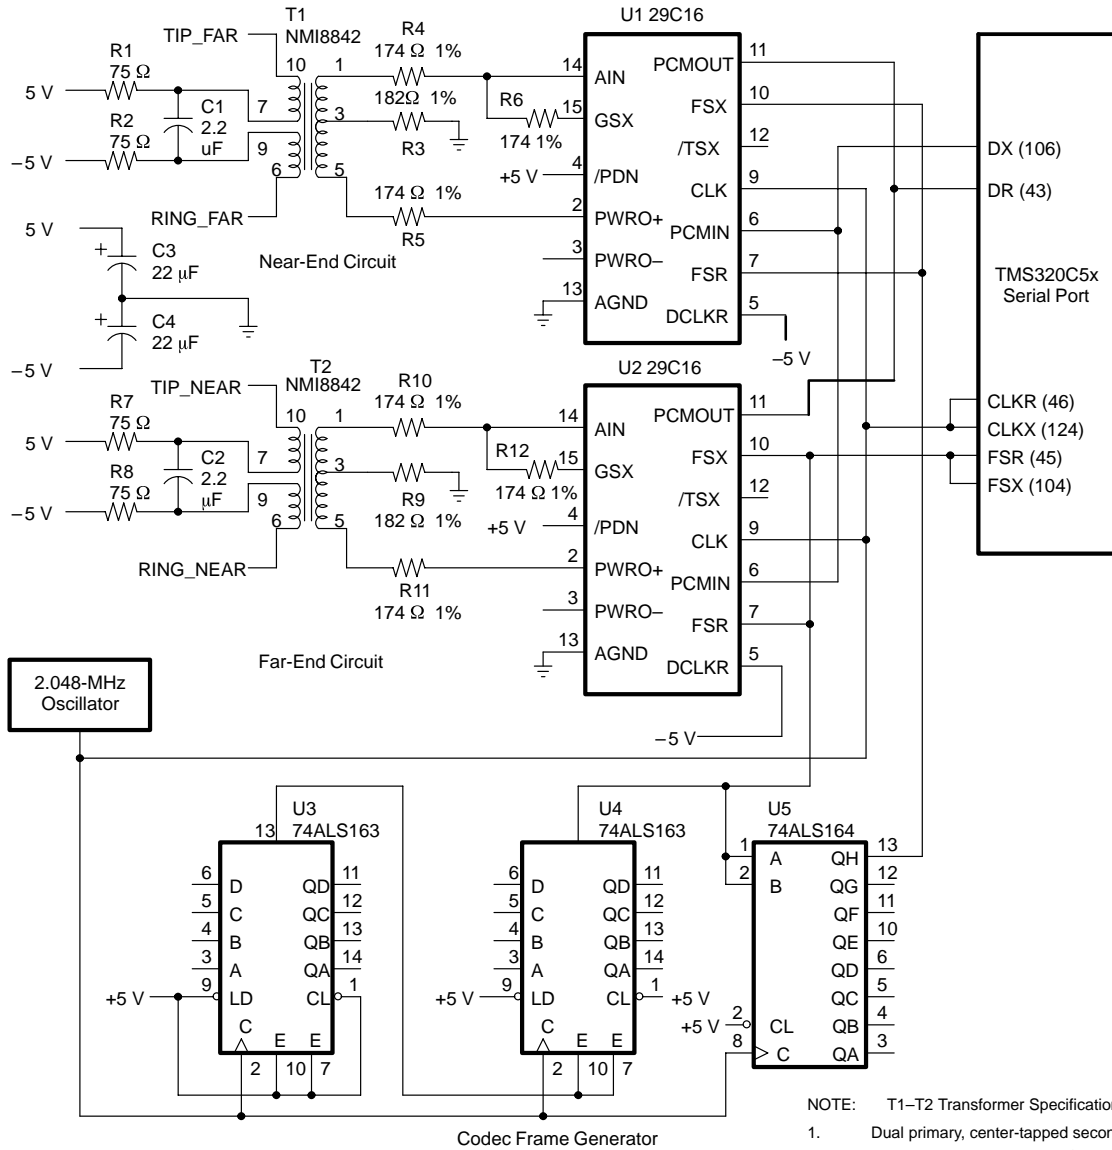 T1
NMI8842
TIP_FAR
R1
75 Ω
5 V
R2
75 Ω
–5 V
C1
2.2
uF
10
7
9
6
1
3
5
RING_FAR
R4
174 Ω 1%
182Ω 1%
R3
R6
174 1%
174 Ω 1%
R5
+5 V
Near-End Circuit
5 V
+
C3
22 μF
+
C4
22 μF
–5 V
U1 29C16
14
AIN
15
GSX
4
/PDN
2
PWRO+
3
PWRO–
13
AGND
PCMOUT
11
FSX
10
/TSX
12
CLK
9
PCMIN
6
FSR
7
DCLKR
5
–5 V
DX (106)
DR (43)
TMS320C5x
Serial Port
CLKR (46)
CLKX (124)
FSR (45)
FSX (104)
T2
NMI8842
TIP_NEAR
R7
75 Ω
5 V
R8
75 Ω
–5 V
C2
2.2
μF
10
7
9
6
1
3
5
RING_NEAR
R10
174 Ω 1%
R12
174 Ω 1%
R9
182 Ω 1%
+5 V
R11
174 Ω 1%
Far-End Circuit
U2 29C16
14
AIN
15
GSX
4
/PDN
2
PWRO+
3
PWRO–
13
AGND
PCMOUT
11
FSX
10
/TSX
12
CLK
9
PCMIN
6
FSR
7
DCLKR
5
–5 V
2.048-MHz
Oscillator
U3
74ALS163
13
6
D
5
C
4
B
3
A
9
LD
+5 V
QD
11
QC
12
QB
13
QA
14
CL
1
C
E
E
2
10
7
U4
74ALS163
6
D
5
C
4
B
3
A
9
LD
+5 V
QD
11
QC
12
QB
13
QA
14
CL
1
+5 V
C
E
E
2
10
7
U5
74ALS164
1
A
2
B
+5 V
2
CL
8
C
QH
13
QG
12
QF
11
QE
10
QD
6
QC
5
QB
4
QA
3
Codec Frame Generator
NOTE: T1–T2 Transformer Specification
1. Dual primary, center-tapped secon